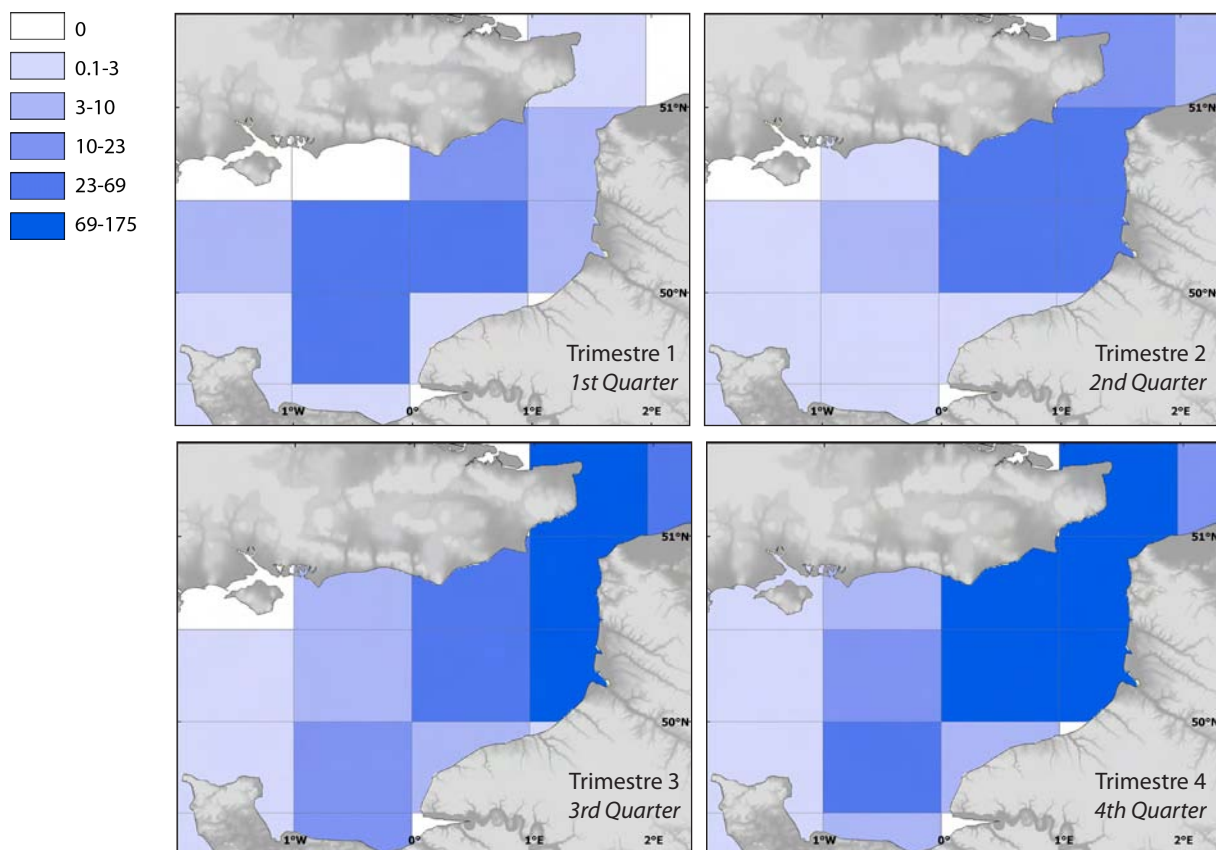 0
0.1-3
3-10
10-23
23-69
69-175
51°N
50°N
Trimestre 1
1st Quarter
1°W
0°
1°E
2°E
51°N
50°N
Trimestre 2
2nd Quarter
1°W
0°
1°E
2°E
51°N
50°N
Trimestre 3
3rd Quarter
1°W
0°
1°E
2°E
51°N
50°N
Trimestre 4
4th Quarter
1°W
0°
1°E
2°E